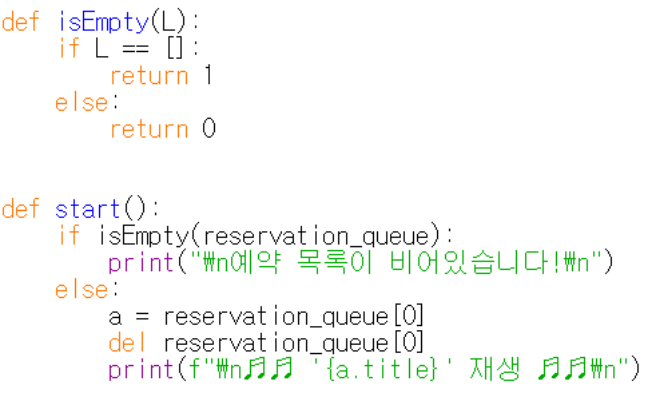 def isEmpty(L):
    if L == []:
        return 1
    else:
        return 0
def start():
    if isEmpty(reservation_queue):
        print("₩n예약 목록이 비어있습니다!₩n")
    else:
        a = reservation_queue[0]
        del reservation_queue[0]
        print(f"₩n♬♬ '{a.title}' 재생 ♬♬₩n")